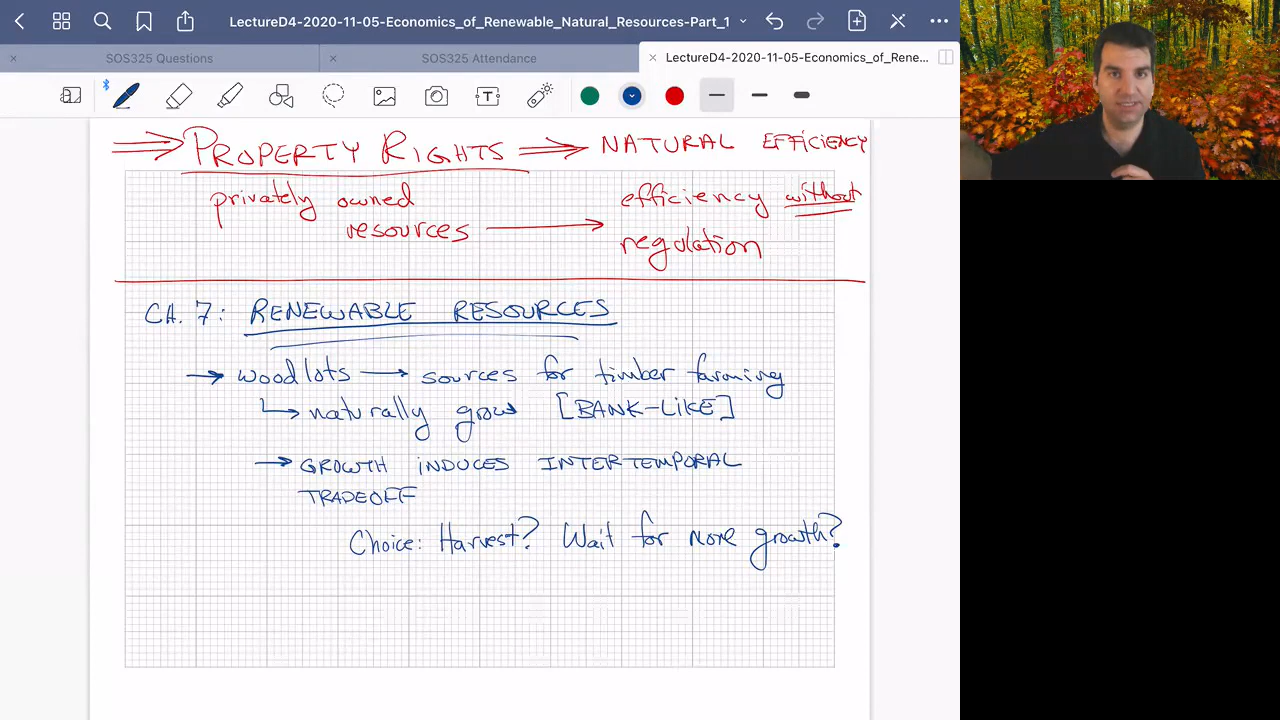 LectureD4-2020-11-05-Economics_of_Renewable_Natural_Resources-Part_1
SOS325 Questions
SOS325 Attendance
LectureD4-2020-11-05-Economics_of_Rene...
PROPERTY RIGHTS ⇒ NATURAL EFFICIENCY
privately owned
resources
efficiency without
regulation
CH. 7: RENEWABLE RESOURCES
→ woodlots → sources for timber farming
↳ naturally grow [BANK-LIKE]
→ GROWTH INDUCES INTERTEMPORAL
TRADEOFF
Choice: Harvest? Wait for more growth?